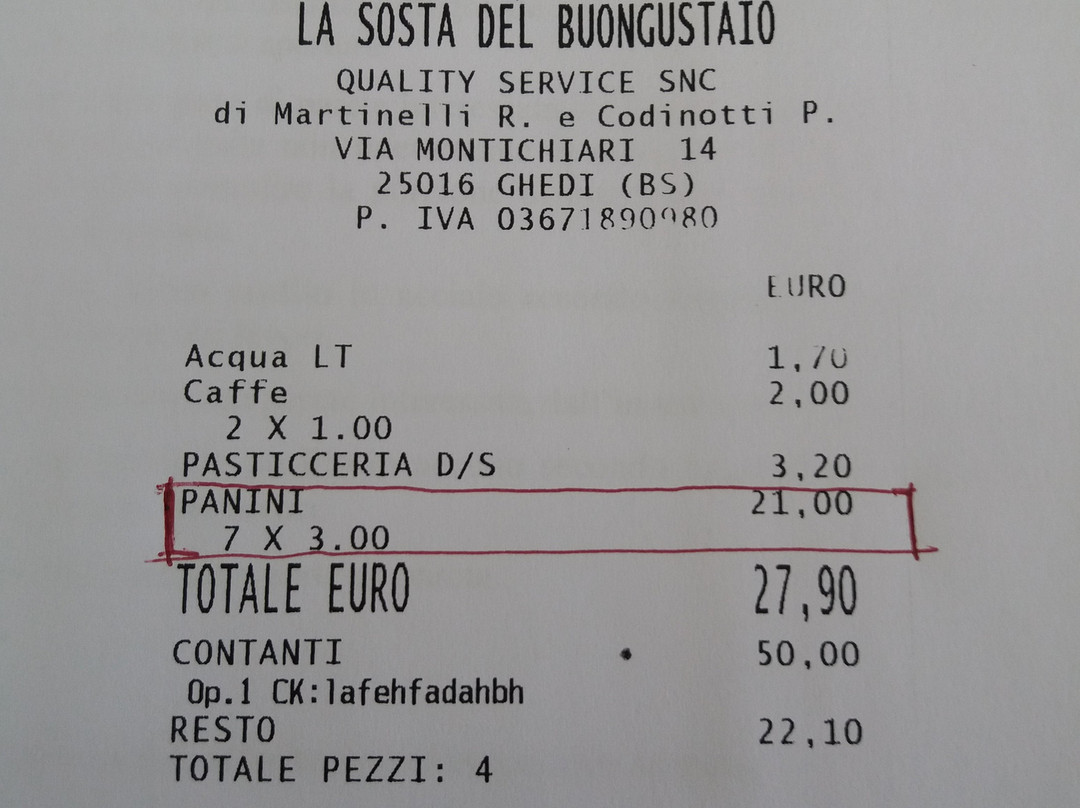 LA SOSTA DEL BUONGUSTAIO
QUALITY SERVICE SNC
di Martinelli R. e Codinotti P.
VIA MONTICHIARI 14
25016 GHEDI (BS)
P. IVA 03671890980
EURO
Acqua LT 1,70
Caffe 2,00
2 X 1.00
PASTICCERIA D/S 3,20
PANINI 21,00
7 X 3.00
TOTALE EURO 27,90
CONTANTI 50,00
Op.1 CK:lafehfadahbh
RESTO 22,10
TOTALE PEZZI: 4